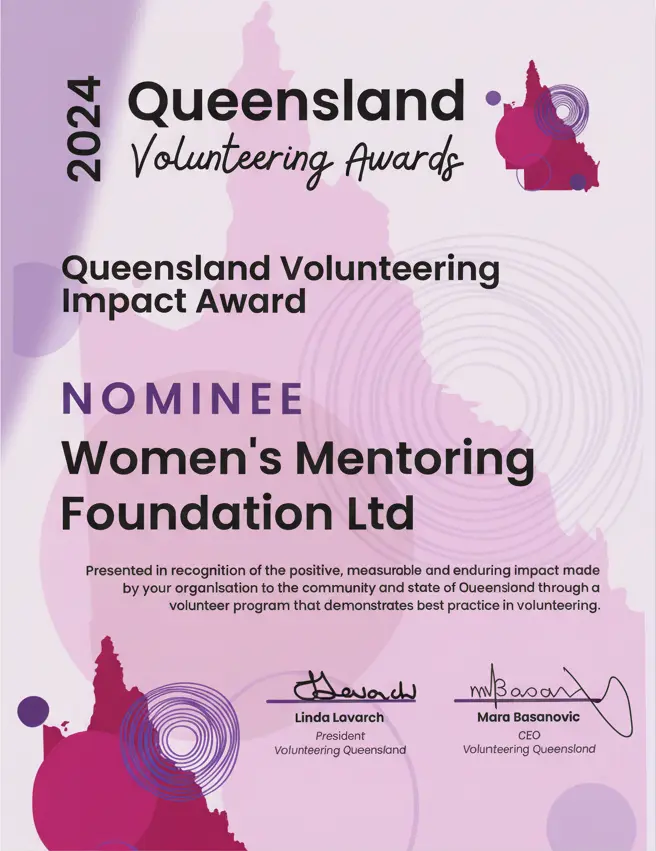 2024
Queensland
Volunteering Awards
Queensland Volunteering
Impact Award
NOMINEE
Women's Mentoring
Foundation Ltd
Presented in recognition of the positive, measurable and enduring impact made
by your organisation to the community and state of Queensland through a
volunteer program that demonstrates best practice in volunteering.
Linda Lavarch
President
Volunteering Queensland
Mara Basanovic
CEO
Volunteering Queensland